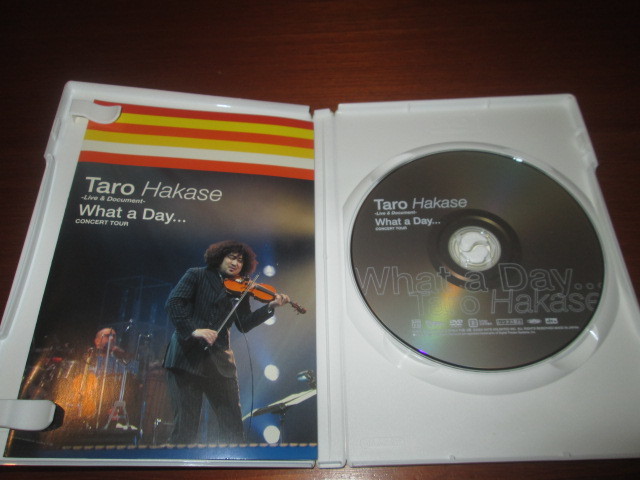 Taro Hakase
-Live & Document-
What a Day...
CONCERT TOUR
Taro Hakase
-Live & Document-
What a Day...
CONCERT TOUR
What a Day...
Taro Hakase